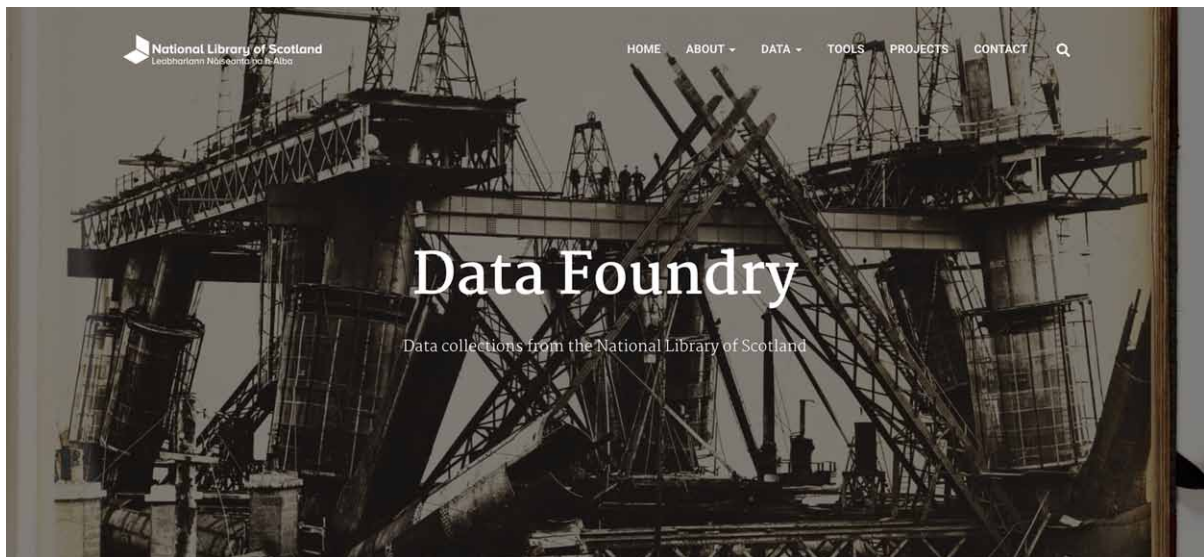 National Library of Scotland
Leabharlann Nàiseanta na h-Alba
HOME ABOUT DATA TOOLS PROJECTS CONTACT
Data Foundry
Data collections from the National Library of Scotland